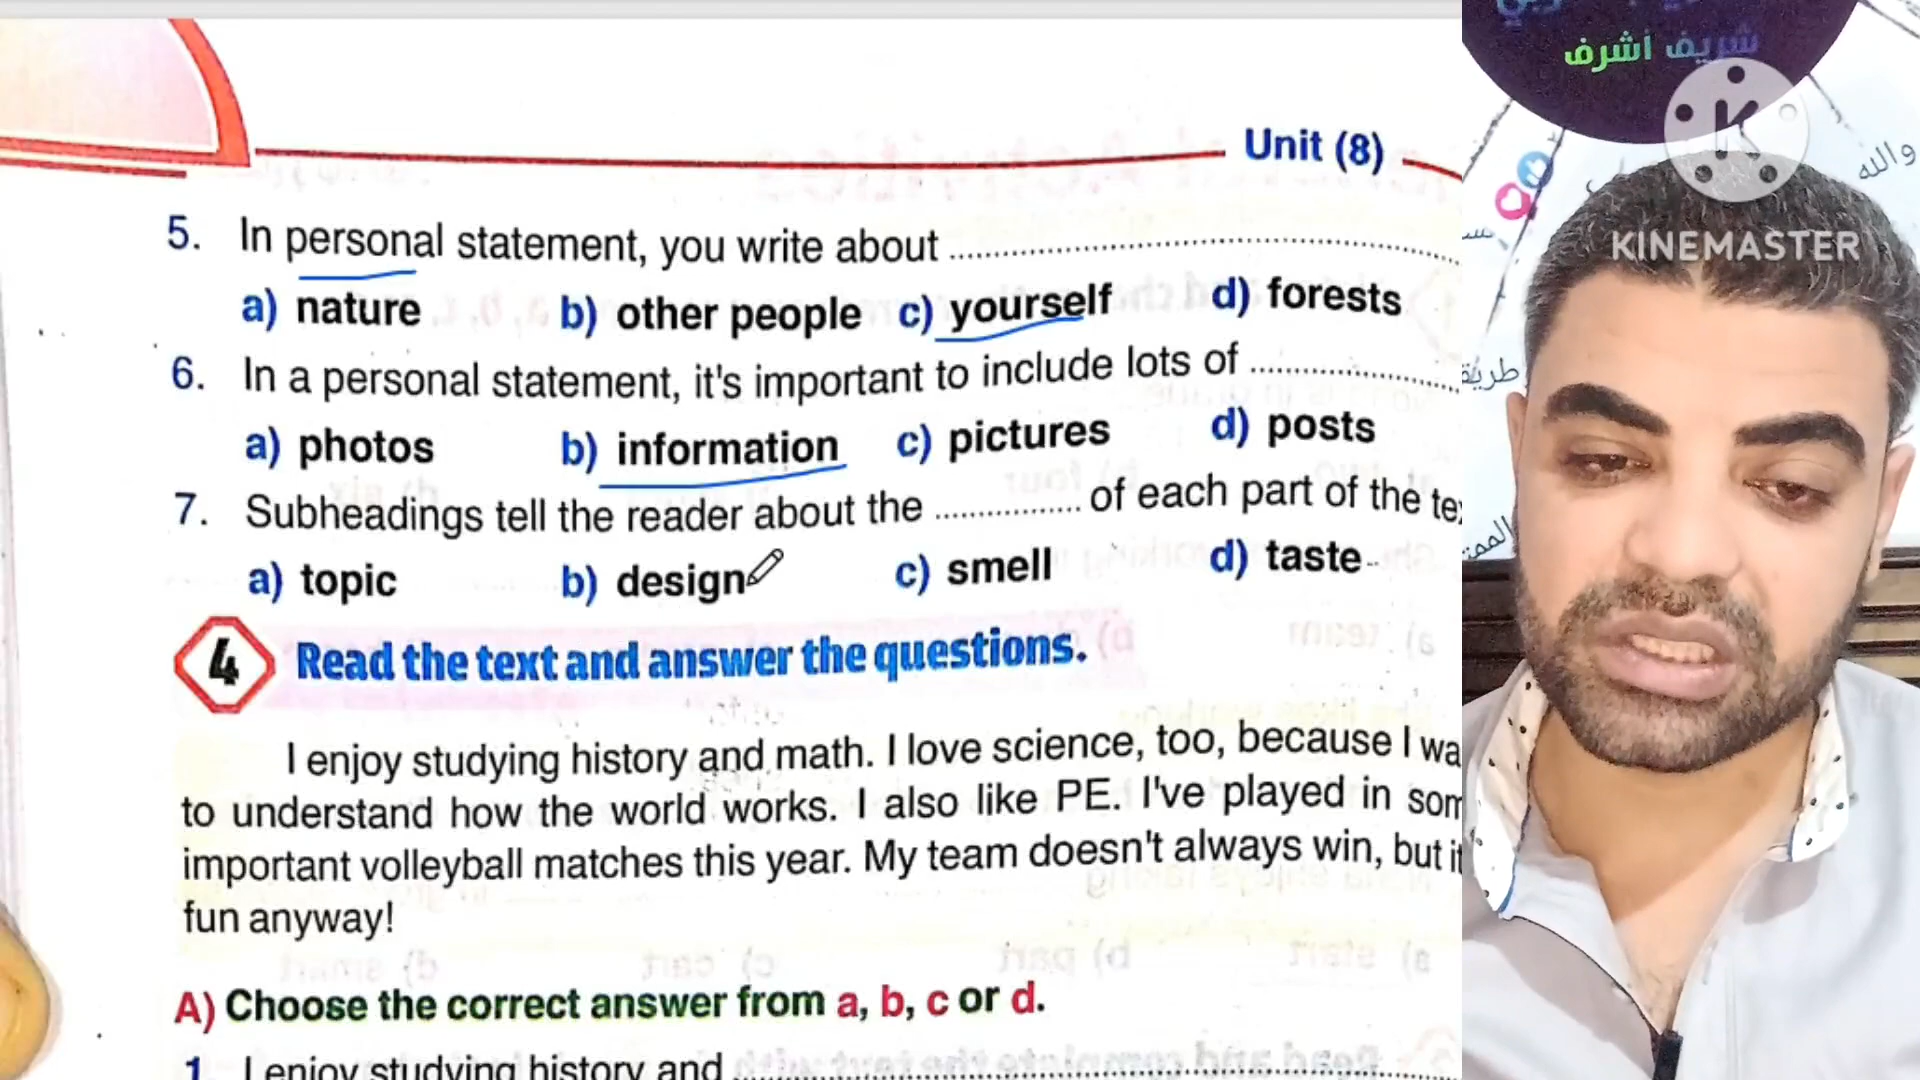 شريف اشرف
KINEMASTER
والله
طريقة
Unit (8)
5. In personal statement, you write about
a) nature b) other people c) yourself d) forests
6. In a personal statement, it's important to include lots of
a) photos b) information c) pictures d) posts
7. Subheadings tell the reader about the ............... of each part of the
a) topic b) design c) smell d) taste
4 Read the text and answer the questions.
I enjoy studying history and math. I love science, too, because I
to understand how the world works. I also like PE. I've played in
important volleyball matches this year. My team doesn't always win, but
fun anyway!
A) Choose the correct answer from a, b, c or d.
1. I enjoy studying history and